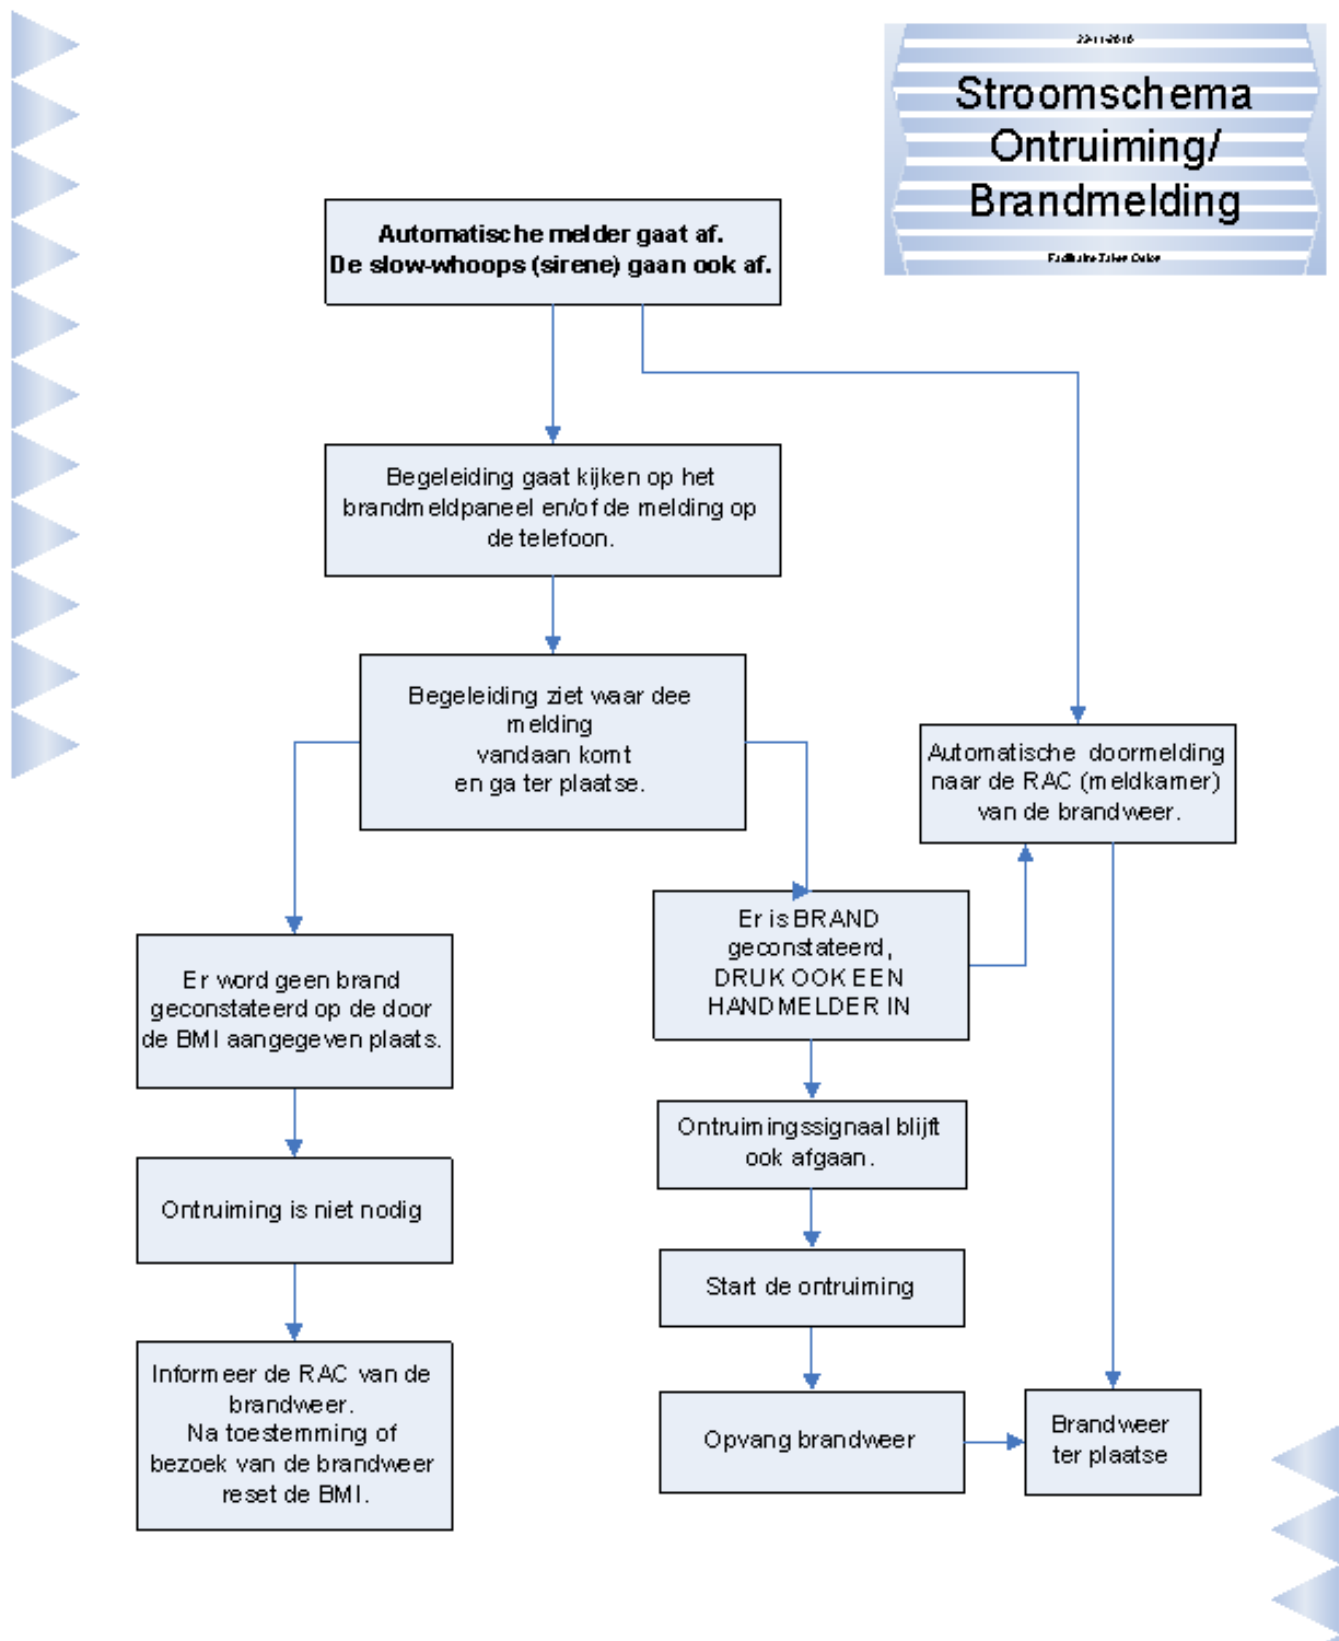 Stroomschema
Ontruiming/
Brandmelding
Automatische melder gaat af.
De slow-whoops (sirene) gaan ook af.
Begeleiding gaat kijken op het
brandmeldpaneel en/of de melding op
de telefoon.
Begeleiding ziet waar dee
melding
vandaan komt
en ga ter plaatse.
Automatische doormelding
naar de RAC (meldkamer)
van de brandweer.
Er is BRAND
geconstateerd,
DRUK OOK EEN
HANDMELDER IN
Er word geen brand
geconstateerd op de door
de BMI aangegeven plaats.
Ontruimingssignaal blijft
ook afgaan.
Ontruiming is niet nodig
Start de ontruiming
Informeer de RAC van de
brandweer.
Na toestemming of
bezoek van de brandweer
reset de BMI.
Opvang brandweer
Brandweer
ter plaatse